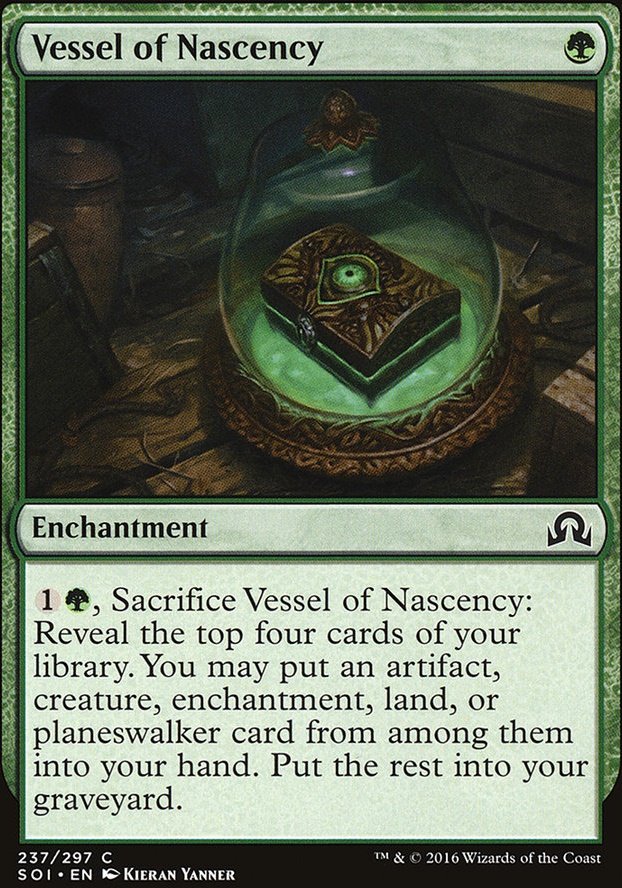 Vessel of Nascency
Enchantment
1, Sacrifice Vessel of Nascency:
Reveal the top four cards of your
library. You may put an artifact,
creature, enchantment, land, or
planeswalker card from among them
into your hand. Put the rest into your
graveyard.
237/297 C
SOI • EN Kieran Yanner
™ & © 2016 Wizards of the Coast